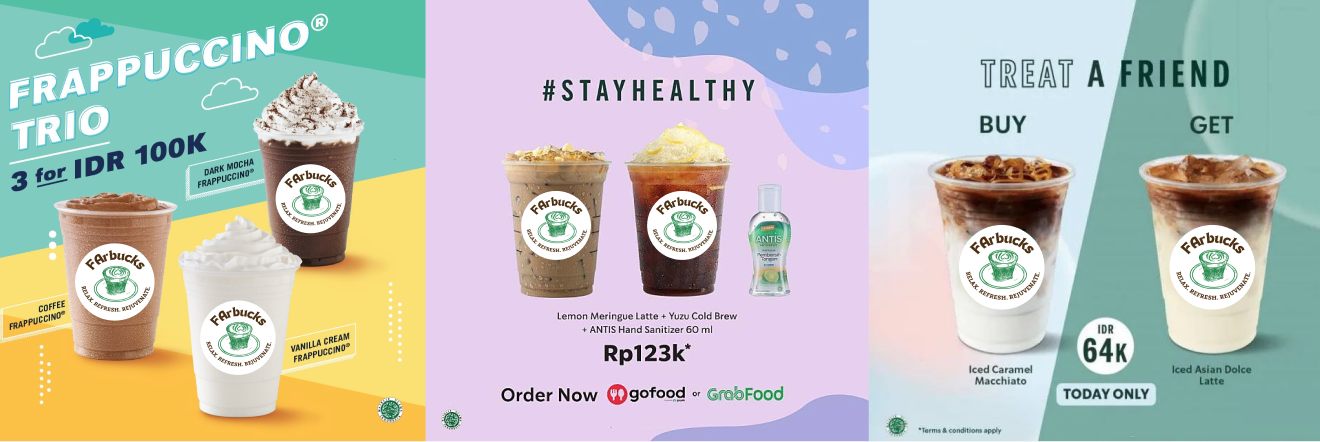 FRAPPUCCINO®
TRIO
3 for IDR 100K
DARK MOCHA
FRAPPUCCINO®
FArbucks
RELAX. REFRESH. REJUVENATE.
COFFEE
FRAPPUCCINO®
FArbucks
RELAX. REFRESH. REJUVENATE.
VANILLA CREAM
FRAPPUCCINO®
FArbucks
RELAX. REFRESH. REJUVENATE.
#STAYHEALTHY
FArbucks
RELAX. REFRESH. REJUVENATE.
FArbucks
RELAX. REFRESH. REJUVENATE.
ANTIS
Pembersih
Tangan
Lemon Meringue Latte + Yuzu Cold Brew
+ ANTIS Hand Sanitizer 60 ml
Rp123k*
Order Now gofood or GrabFood
TREAT A FRIEND
BUY
GET
FArbucks
RELAX. REFRESH. REJUVENATE.
FArbucks
RELAX. REFRESH. REJUVENATE.
IDR
64K
Iced Caramel
Macchiato
Iced Asian Dolce
Latte
TODAY ONLY
*Terms & conditions apply